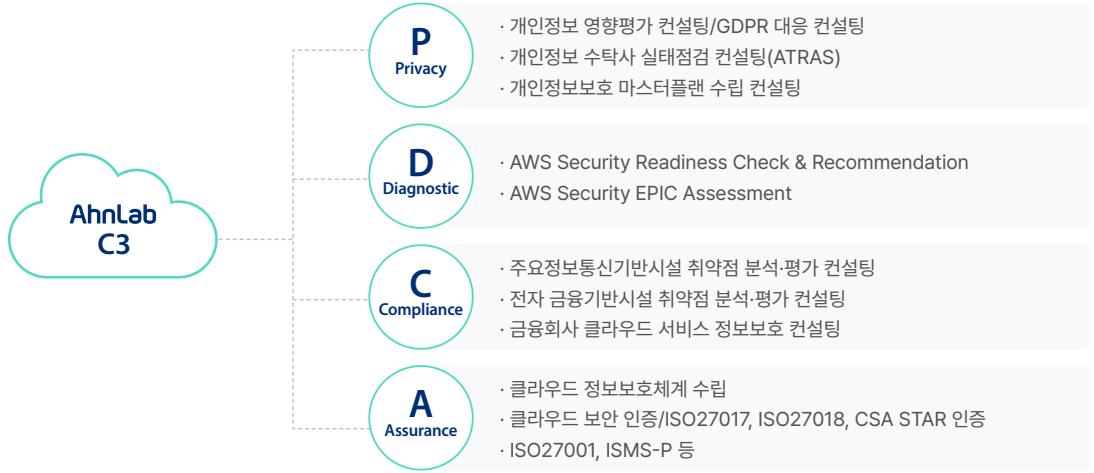 AhnLab
C3
P
Privacy
· 개인정보 영향평가 컨설팅/GDPR 대응 컨설팅
· 개인정보 수탁사 실태점검 컨설팅(ATRAS)
· 개인정보보호 마스터플랜 수립 컨설팅
D
Diagnostic
· AWS Security Readiness Check & Recommendation
· AWS Security EPIC Assessment
C
Compliance
· 주요정보통신기반시설 취약점 분석·평가 컨설팅
· 전자 금융기반시설 취약점 분석·평가 컨설팅
· 금융회사 클라우드 서비스 정보보호 컨설팅
A
Assurance
· 클라우드 정보보호체계 수립
· 클라우드 보안 인증/ISO27017, ISO27018, CSA STAR 인증
· ISO27001, ISMS-P 등